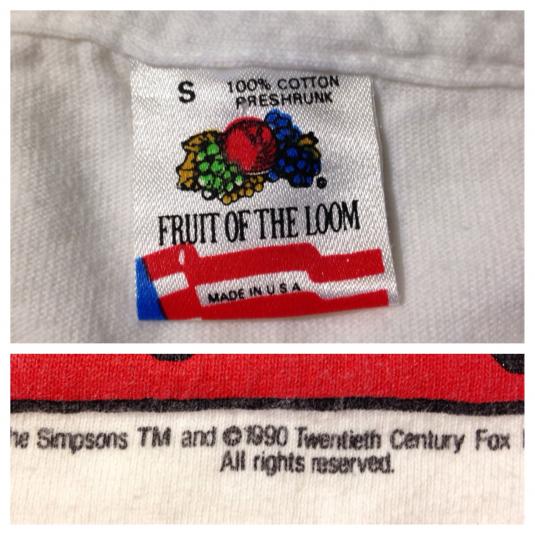 S 100% COTTON
PRESHRUNK
FRUIT OF THE LOOM
®
MADE IN U.S.A
he Simpsons TM and ©1990 Twentieth Century Fox
All rights reserved.